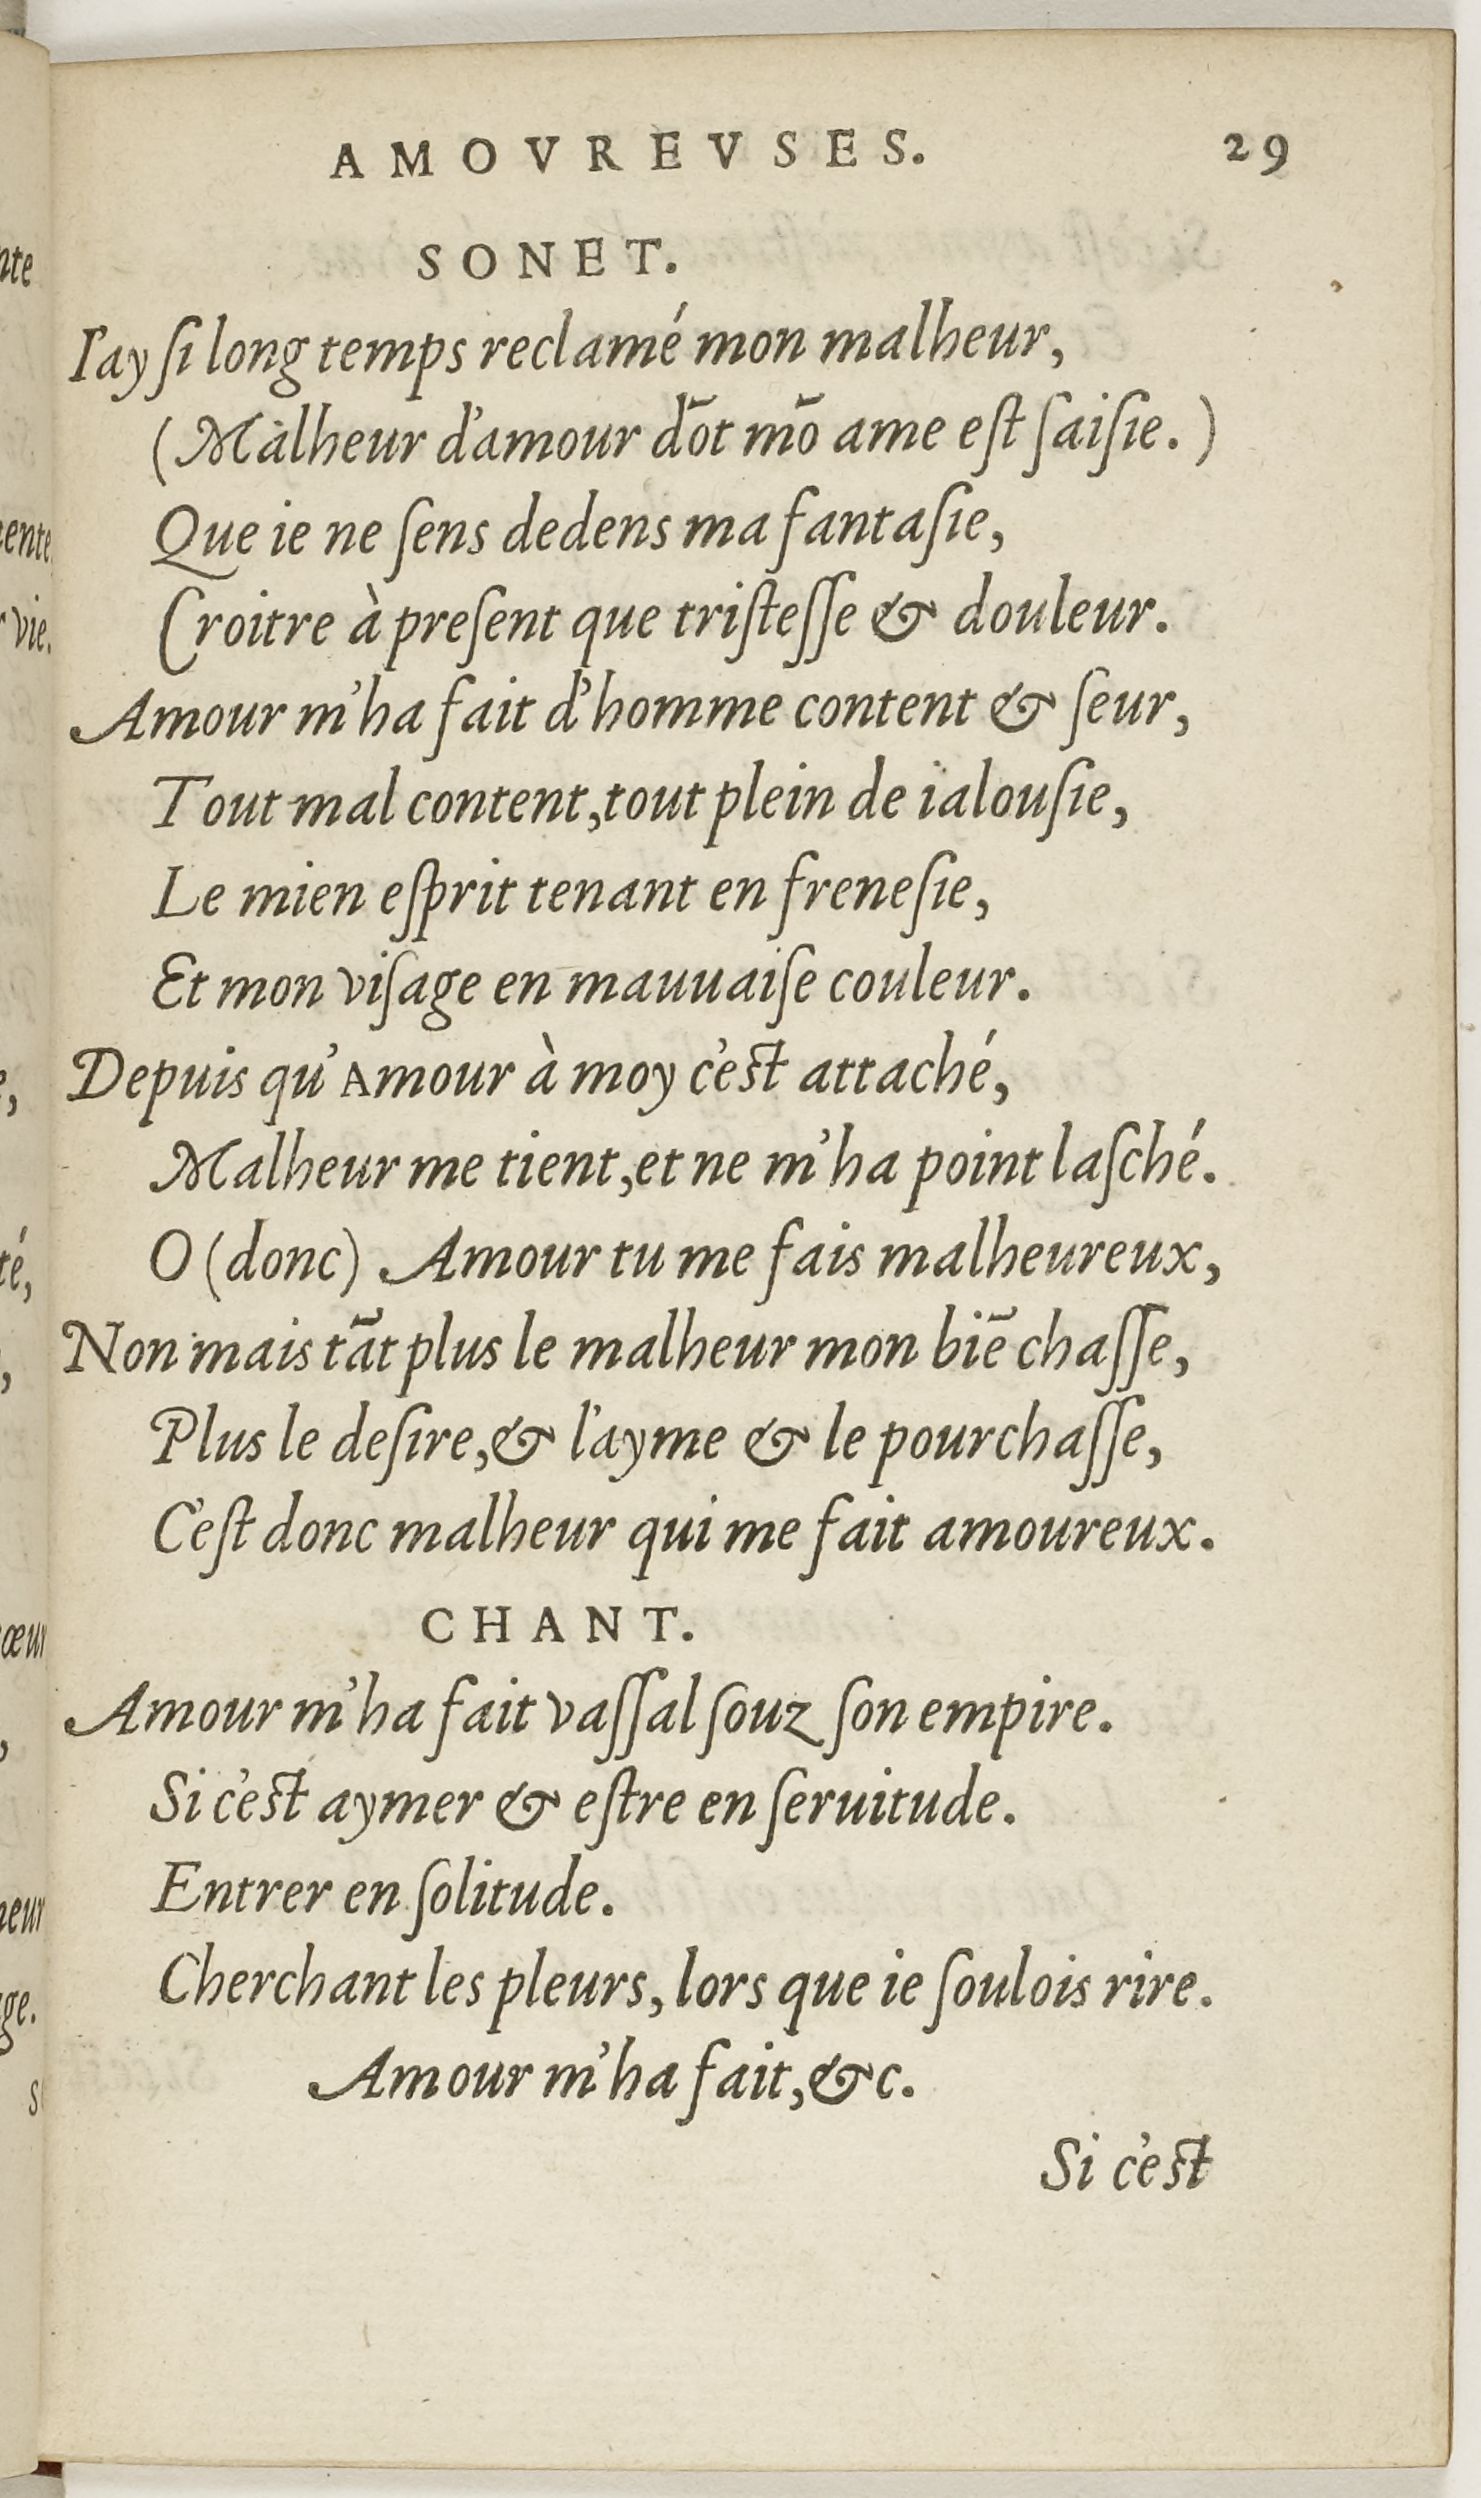 AMOVREVSES. 29
SONET.
I'ay ſi long temps reclamé mon malheur,
(Malheur d'amour dōt mō ame eſt ſaiſie.)
Que ie ne ſens dedens ma fantaſie,
Croitre à preſent que triſteſſe & douleur.
Amour m'ha fait d'homme content & ſeur,
Tout mal content, tout plein de ialouſie,
Le mien eſprit tenant en freneſie,
Et mon viſage en mauuaiſe couleur.
Depuis qu'Amour à moy c'est attaché,
Malheur me tient, et ne m'ha point laſché.
O (donc) Amour tu me fais malheureux,
Non mais tāt plus le malheur mon biē chaſſe,
Plus le deſire, & l'ayme & le pourchaſſe,
C'eſt donc malheur qui me fait amoureux.
CHANT.
Amour m'ha fait vaſſal ſouz ſon empire.
Si c'est aymer & eſtre en ſeruitude.
Entrer en ſolitude.
Cherchant les pleurs, lors que ie ſoulois rire.
Amour m'ha fait, &c.
Si c'est